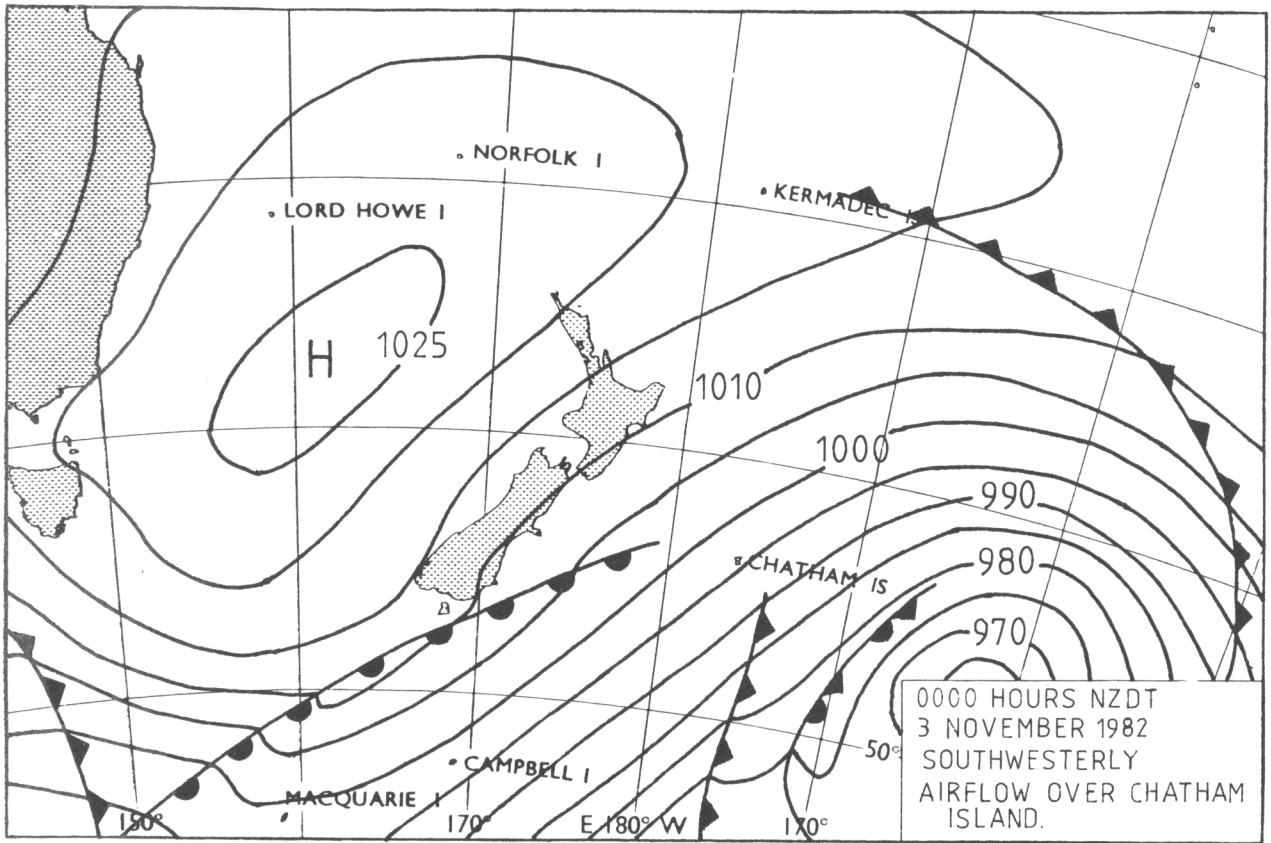 NORFOLK I
KERMADEC I.
LORD HOWE I
H 1025
1010
1000
990
CHATHAM IS
980
970
50°
CAMPBELL I
MACQUARIE I
150° 170° E 180° W 170°
0000 HOURS NZDT
3 NOVEMBER 1982
SOUTHWESTERLY
AIRFLOW OVER CHATHAM
ISLAND.